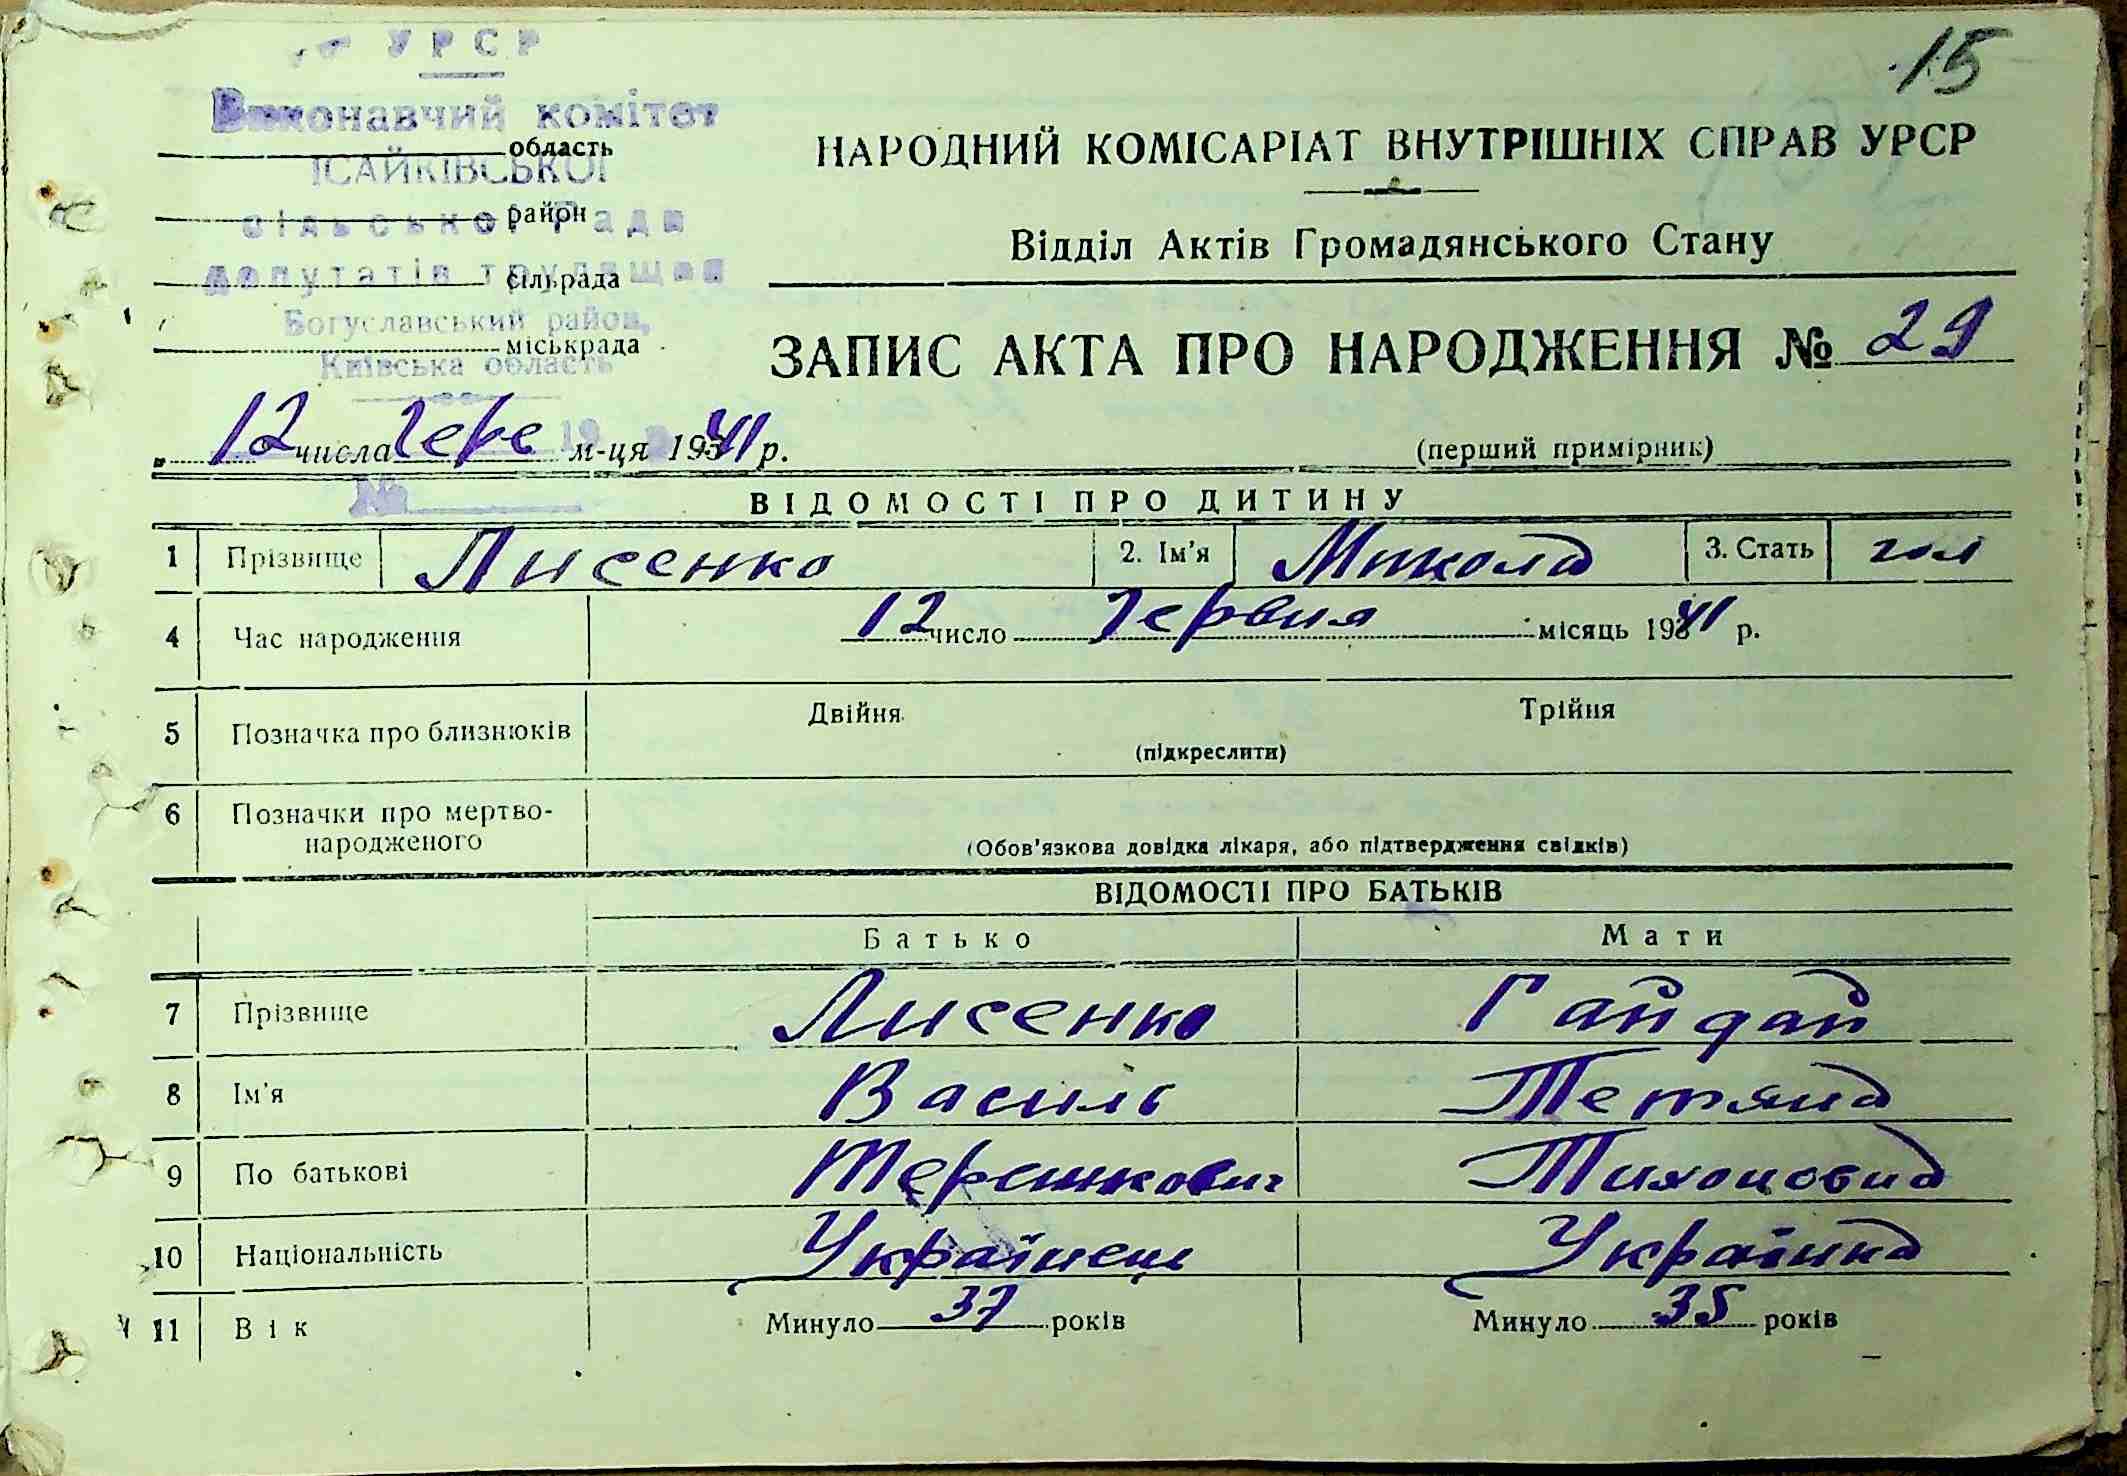 15
УРСР
Виконавчий комітет
область
ІСАЙКІВСЬКОЇ
район
сільської Ради
депутатів трудящих
сільрада
Богуславський район,
міськрада
Київська область
НАРОДНИЙ КОМІСАРІАТ ВНУТРІШНІХ СПРАВ УРСР
Відділ Актів Громадянського Стану
ЗАПИС АКТА ПРО НАРОДЖЕННЯ № 29
„ 12 числа Черв м-ця 1941 р.
(перший примірник)
№
ВІДОМОСТІ ПРО ДИТИНУ
1 Прізвище Лисенко 2. Ім'я Микола 3. Стать чол
4 Час народження 12 число Червня місяць 1941 р.
5 Позначка про близнюків Двійня Трійня
(підкреслити)
6 Позначки про мертво-
народженого
(Обов'язкова довідка лікаря, або підтвердження свідків)
ВІДОМОСТІ ПРО БАТЬКІВ
Батько Мати
7 Прізвище Лисенко Гайдай
8 Ім'я Василь Тетяна
9 По батькові Терешкович Тихоновна
10 Національність Українець Українка
11 Вік Минуло 37 років Минуло 35 років